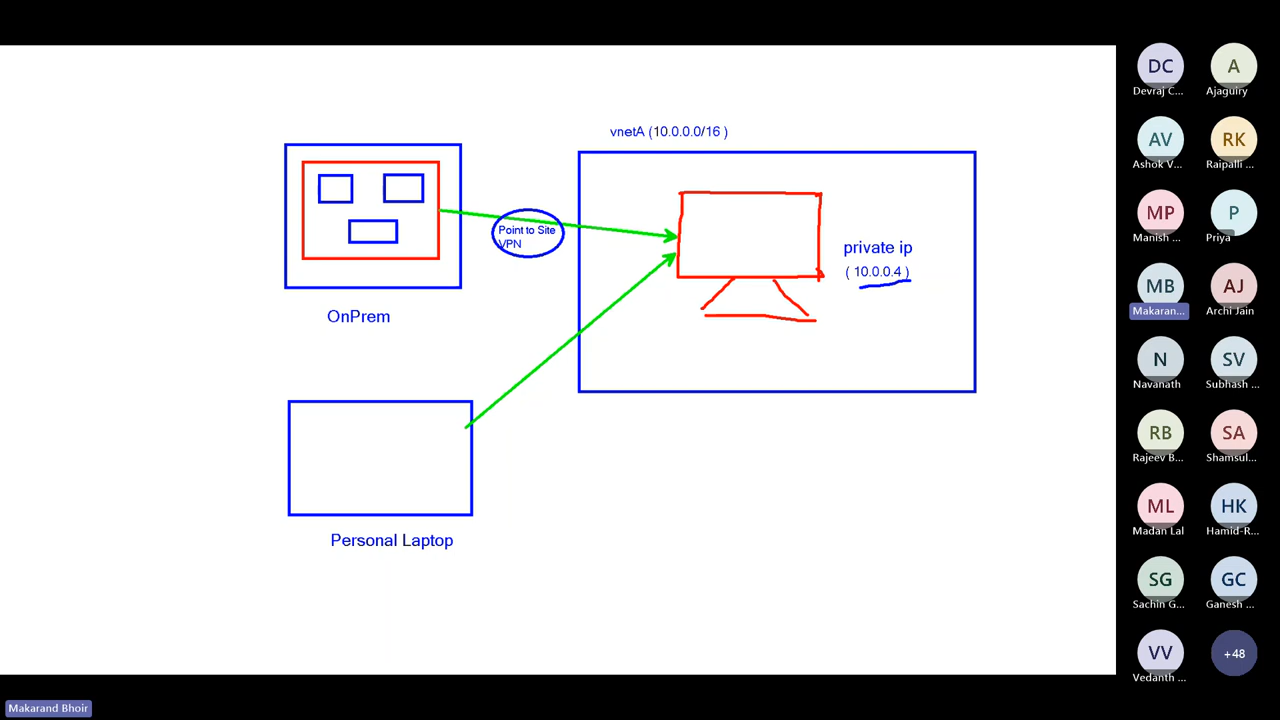 vnetA (10.0.0.0/16 )
Point to Site
VPN
private ip
( 10.0.0.4 )
OnPrem
Personal Laptop
DC
Devraj C...
A
Ajaguiry
AV
Ashok V...
RK
Raipalli ...
MP
Manish ...
P
Priya
MB
Makaran...
AJ
Archi Jain
N
Navanath
SV
Subhash ...
RB
Rajeev B...
SA
Shamsul...
ML
Madan Lal
HK
Hamid-R...
SG
Sachin G...
GC
Ganesh ...
VV
Vedanth ...
+48
Makarand Bhoir